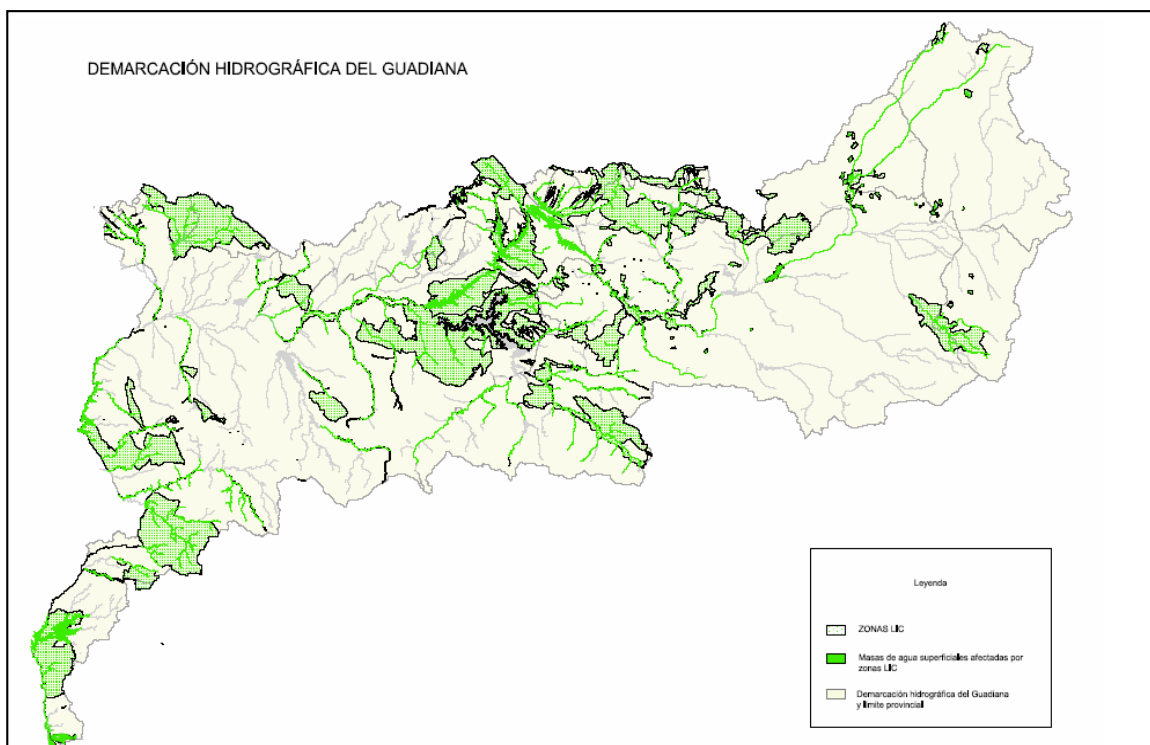 DEMARCACIÓN HIDROGRÁFICA DEL GUADIANA
Leyenda
ZONAS LIC
Masas de agua superficiales afectadas por
zonas LIC
Demarcación hidrográfica del Guadiana
y límite provincial